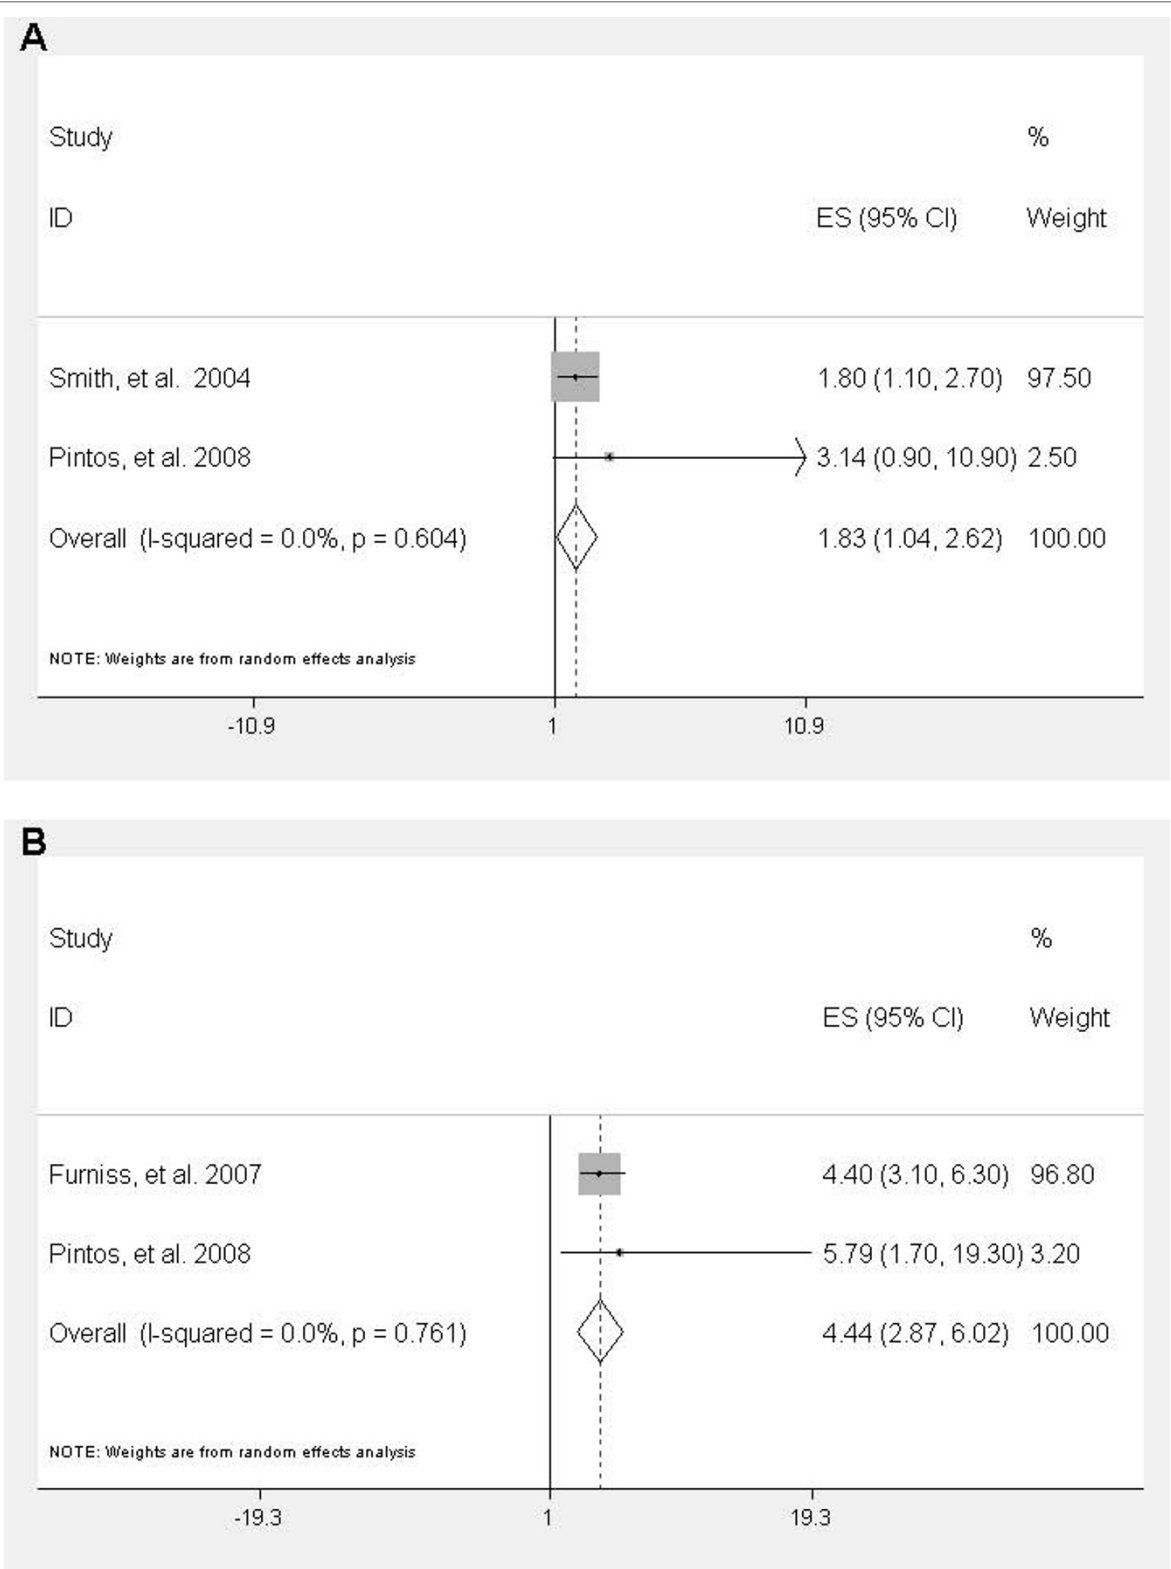 A
Study %
ID ES (95% CI) Weight
Smith, et al. 2004 1.80 (1.10, 2.70) 97.50
Pintos, et al. 2008 3.14 (0.90, 10.90) 2.50
Overall (I-squared = 0.0%, p = 0.604) 1.83 (1.04, 2.62) 100.00
NOTE: Weights are from random effects analysis
-10.9 1 10.9
B
Study %
ID ES (95% CI) Weight
Furniss, et al. 2007 4.40 (3.10, 6.30) 96.80
Pintos, et al. 2008 5.79 (1.70, 19.30) 3.20
Overall (I-squared = 0.0%, p = 0.761) 4.44 (2.87, 6.02) 100.00
NOTE: Weights are from random effects analysis
-19.3 1 19.3